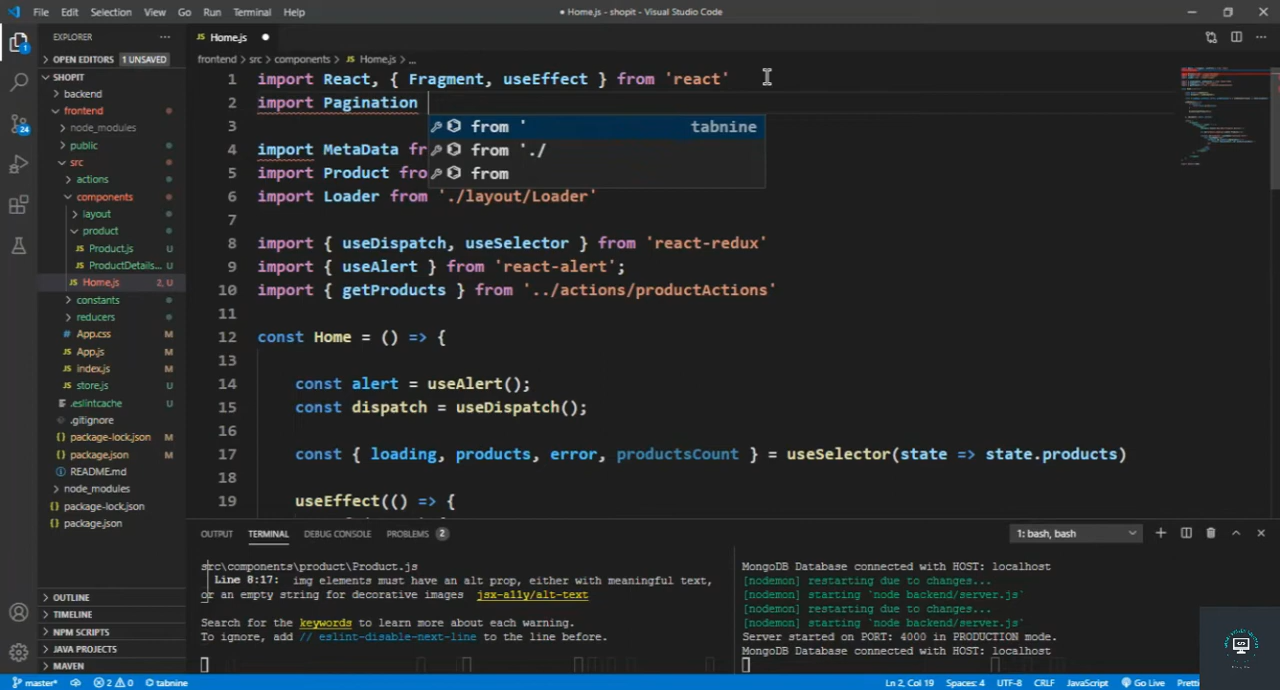 File Edit Selection View Go Run Terminal Help
● Home.js - shopit - Visual Studio Code
EXPLORER
OPEN EDITORS 1 UNSAVED
SHOPIT
backend
frontend
node_modules
public
src
actions
components
layout
product
JS Product.js U
JS ProductDetails... U
JS Home.js 2, U
constants
reducers
# App.css M
JS App.js M
JS index.js M
JS store.js U
.eslintcache U
.gitignore
{} package-lock.json M
{} package.json M
README.md
node_modules
{} package-lock.json
{} package.json
OUTLINE
TIMELINE
NPM SCRIPTS
JAVA PROJECTS
MAVEN
JS Home.js ●
frontend > src > components > JS Home.js > ...
1 import React, { Fragment, useEffect } from 'react'
2 import Pagination
from ' tabnine
from './
from
3
4 import MetaData fr
5 import Product fro
6 import Loader from './layout/Loader'
7
8 import { useDispatch, useSelector } from 'react-redux'
9 import { useAlert } from 'react-alert';
10 import { getProducts } from '../actions/productActions'
11
12 const Home = () => {
13
14 const alert = useAlert();
15 const dispatch = useDispatch();
16
17 const { loading, products, error, productsCount } = useSelector(state => state.products)
18
19 useEffect(() => {
OUTPUT TERMINAL DEBUG CONSOLE PROBLEMS 2
1: bash, bash
src\components\product\Product.js
Line 8:17: img elements must have an alt prop, either with meaningful text,
or an empty string for decorative images jsx-a11y/alt-text
Search for the keywords to learn more about each warning.
To ignore, add // eslint-disable-next-line to the line before.
MongoDB Database connected with HOST: localhost
[nodemon] restarting due to changes...
[nodemon] starting `node backend/server.js`
[nodemon] restarting due to changes...
[nodemon] starting `node backend/server.js`
Server started on PORT: 4000 in PRODUCTION mode.
MongoDB Database connected with HOST: localhost
master* 2 0 tabnine
Ln 2, Col 19 Spaces: 4 UTF-8 CRLF JavaScript Go Live